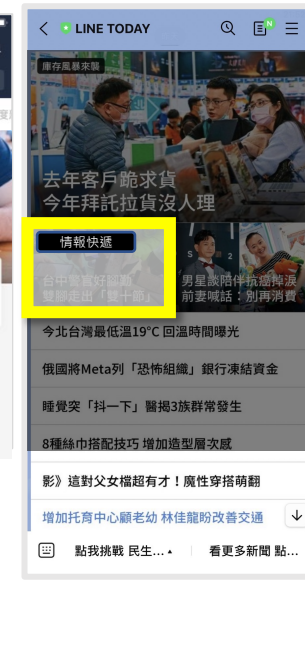 LINE TODAY
N
庫存風暴來襲
去年客戶跪求貨
今年拜託拉貨沒人理
情報快遞
雙腳走出「雙十節」
男星談陪伴抗癌掉淚
前妻喊話：別再消費
今北台灣最低溫19°C 回溫時間曝光
俄國將Meta列「恐怖組織」銀行凍結資金
睡覺突「抖一下」醫揭3族群常發生
8種絲巾搭配技巧 增加造型層次感
影》這對父女檔超有才！魔性穿搭萌翻
增加托育中心顧老幼 林佳龍盼改善交通
點我挑戰 民生...
看更多新聞 點...